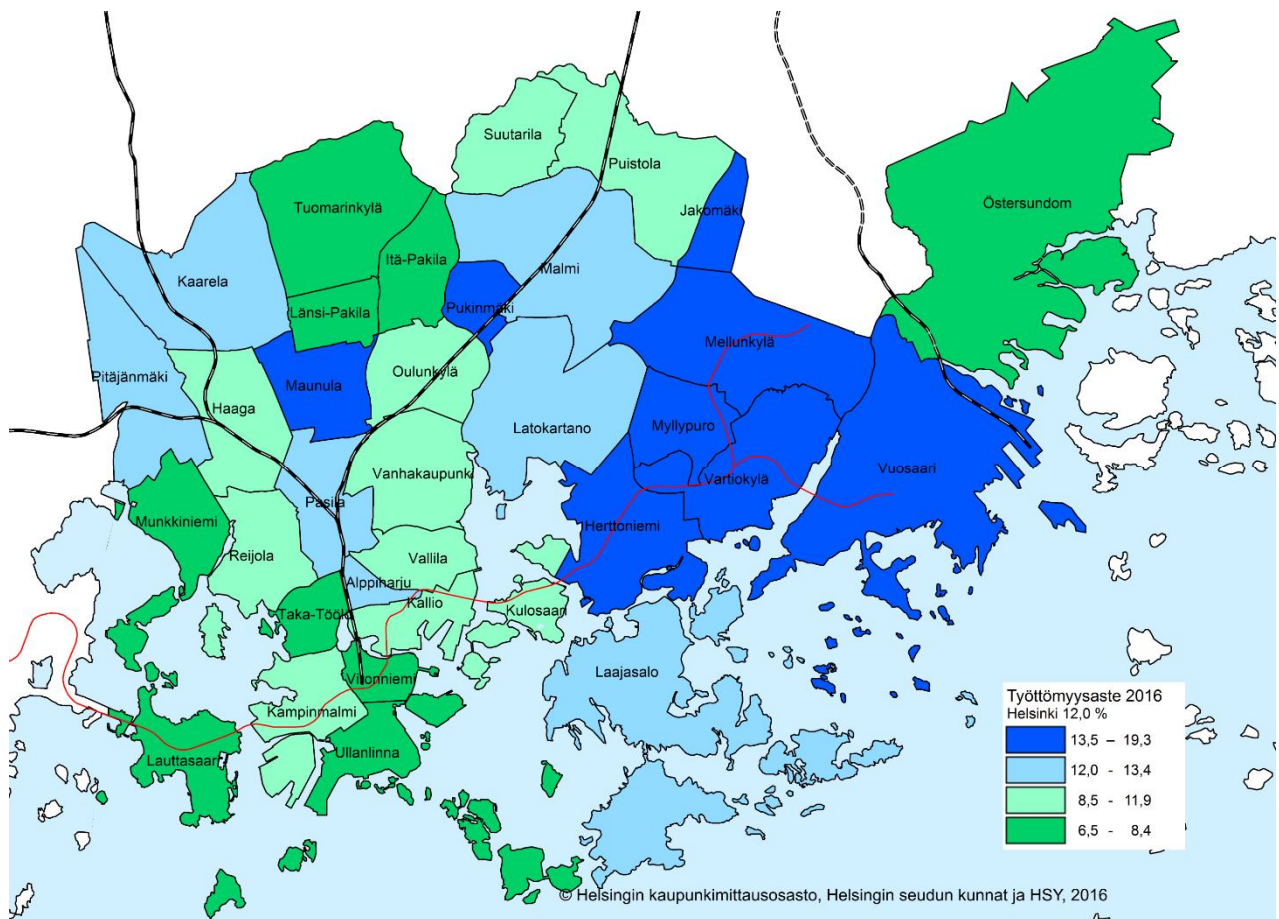 Suutarila
Puistola
Tuomarinkylä
Jakomäki
Östersundom
Itä-Pakila
Malmi
Kaarela
Länsi-Pakila
Pukinmäki
Mellunkylä
Oulunkylä
Pitäjänmäki
Maunula
Haaga
Latokartano
Myllypuro
Vanhakaupunki
Vuosaari
Vartiokylä
Pasila
Munkkiniemi
Herttoniemi
Reijola
Vallila
Alppiharju
Kallio
Kulosaari
Taka-Töölö
Laajasalo
Vironniemi
Kampinmalmi
Ullanlinna
Lauttasaari
Työttömyysaste 2016
Helsinki 12,0 %
13,5 – 19,3
12,0 - 13,4
8,5 - 11,9
6,5 - 8,4
© Helsingin kaupunkimittausosasto, Helsingin seudun kunnat ja HSY, 2016